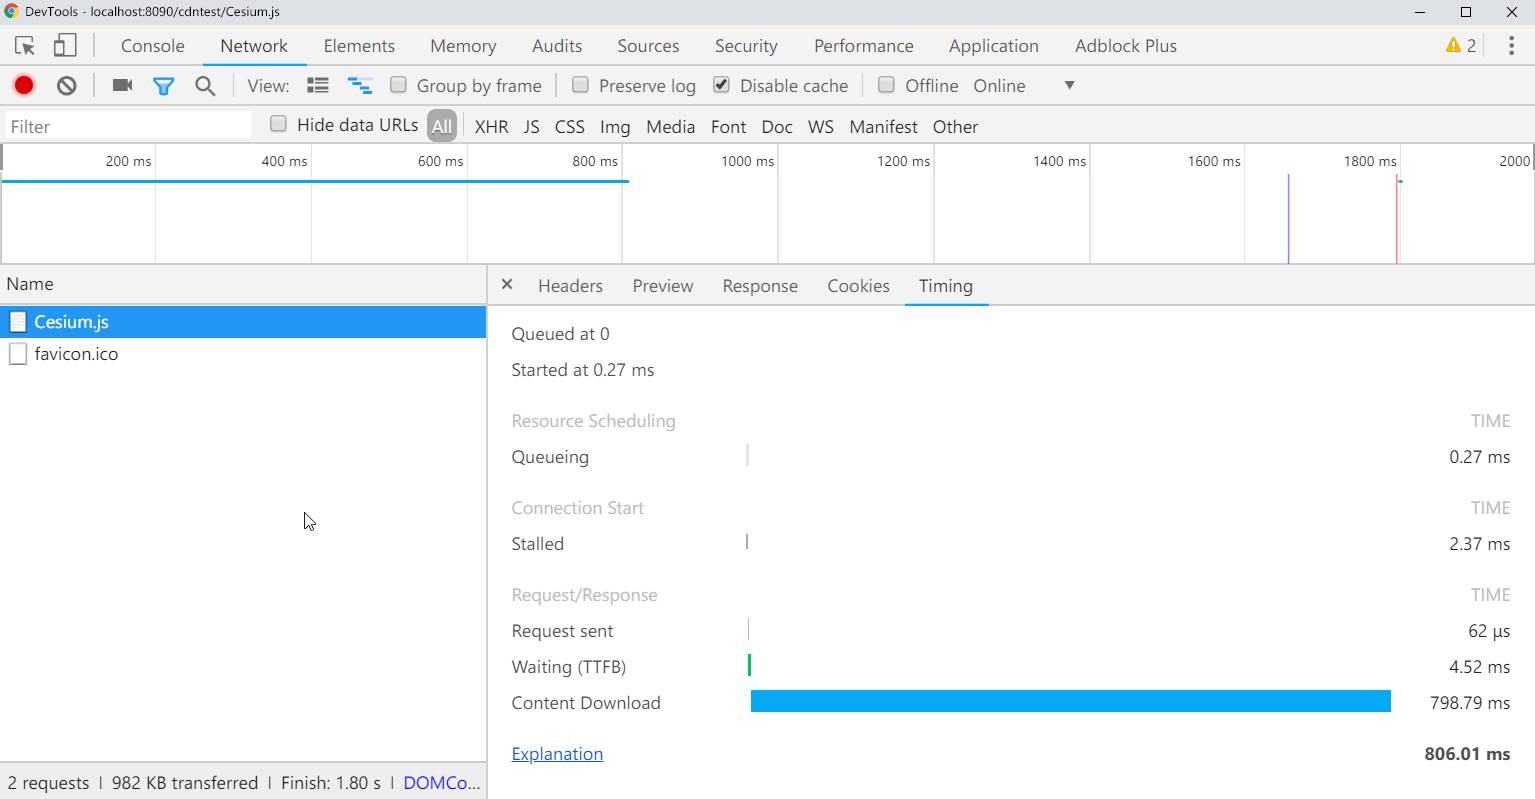 DevTools - localhost:8090/cdntest/Cesium.js
Console Network Elements Memory Audits Sources Security Performance Application Adblock Plus 2
View: Group by frame Preserve log Disable cache Offline Online
Filter Hide data URLs All XHR JS CSS Img Media Font Doc WS Manifest Other
200 ms 400 ms 600 ms 800 ms 1000 ms 1200 ms 1400 ms 1600 ms 1800 ms 2000
Name
Cesium.js
favicon.ico
2 requests | 982 KB transferred | Finish: 1.80 s | DOMCo...
× Headers Preview Response Cookies Timing
Queued at 0
Started at 0.27 ms
Resource Scheduling TIME
Queueing 0.27 ms
Connection Start TIME
Stalled 2.37 ms
Request/Response TIME
Request sent 62 µs
Waiting (TTFB) 4.52 ms
Content Download 798.79 ms
Explanation 806.01 ms